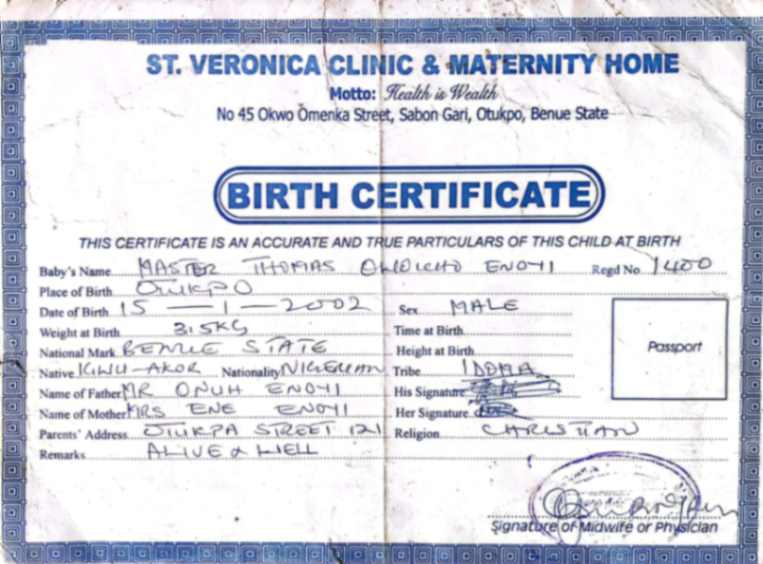 ST. VERONICA CLINIC & MATERNITY HOME
Motto: Health is Wealth
No 45 Okwo Omenka Street, Sabon Gari, Otukpo, Benue State
BIRTH CERTIFICATE
THIS CERTIFICATE IS AN ACCURATE AND TRUE PARTICULARS OF THIS CHILD AT BIRTH
Baby's Name MASTER THOMAS OWOICHO ENOYI Regd No. 1400
Place of Birth OTUKPO
Date of Birth 15 — 1 — 2002 Sex MALE
Weight at Birth 3.5KG Time at Birth
National Mark BENUE STATE Height at Birth
Native Nationality NIGERIAN Tribe IDOMA
Name of Father MR ONUH ENOYI His Signature
Name of Mother MRS ENE ENOYI Her Signature
Parents' Address OTUKPA STREET 121 Religion CHRISTIAN
Remarks ALIVE & WELL
Passport
Signature of Midwife or Physician